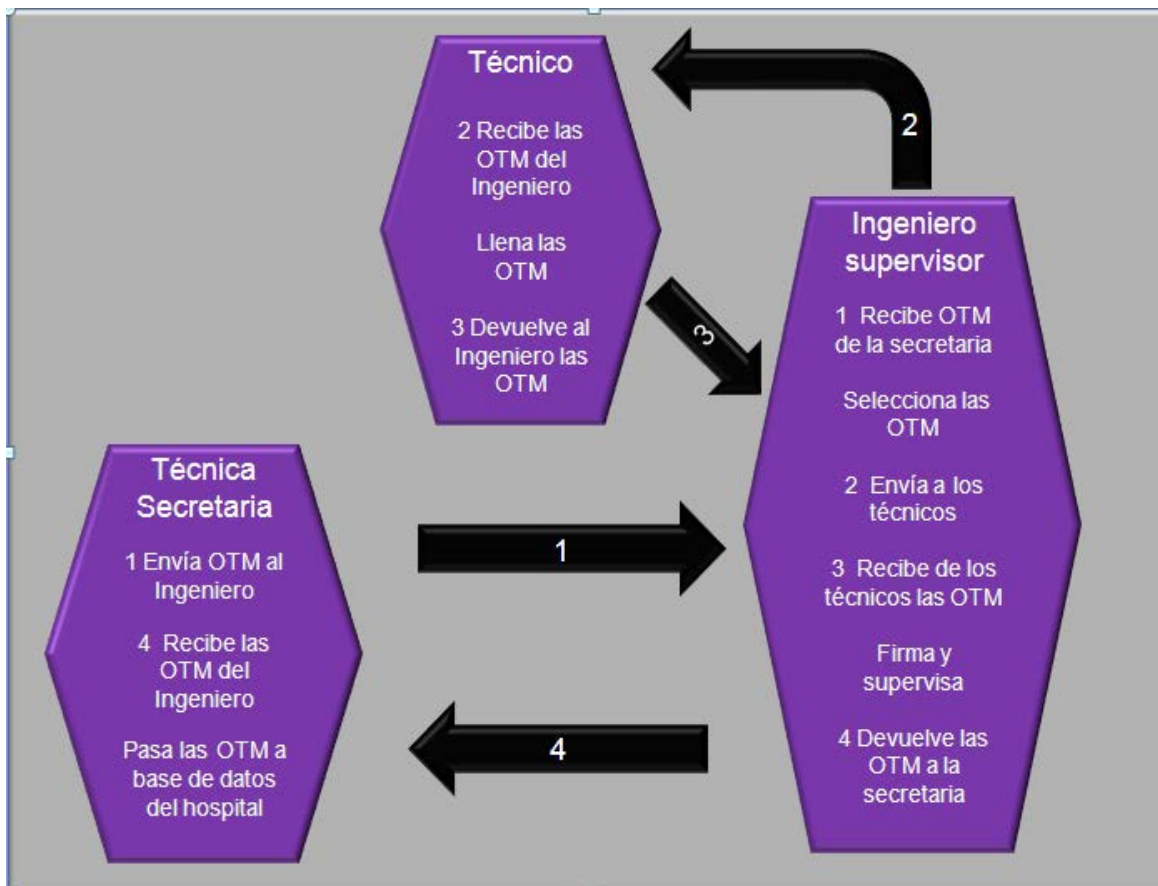 Técnico
2 Recibe las
OTM del
Ingeniero
Llena las
OTM
3 Devuelve al
Ingeniero las
OTM
2
3
Ingeniero
supervisor
1 Recibe OTM
de la secretaria
Selecciona las
OTM
2 Envía a los
técnicos
3 Recibe de los
técnicos las OTM
Firma y
supervisa
4 Devuelve las
OTM a la
secretaria
Técnica
Secretaria
1 Envía OTM al
Ingeniero
4 Recibe las
OTM del
Ingeniero
Pasa las OTM a
base de datos
del hospital
1
4